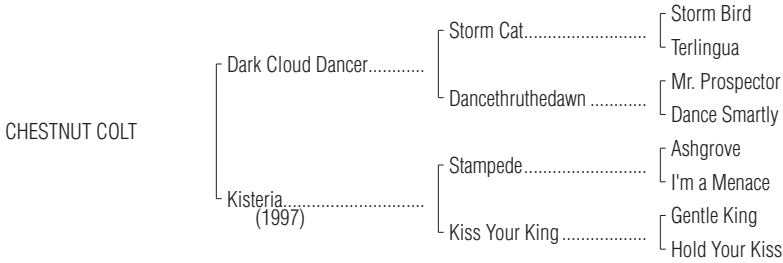 Storm Bird
Storm Cat........................
Terlingua
Dark Cloud Dancer...........
Mr. Prospector
Dancethruthedawn ...........
Dance Smartly
CHESTNUT COLT
Ashgrove
Stampede........................
I'm a Menace
Kisteria............................
(1997)
Gentle King
Kiss Your King .................
Hold Your Kiss